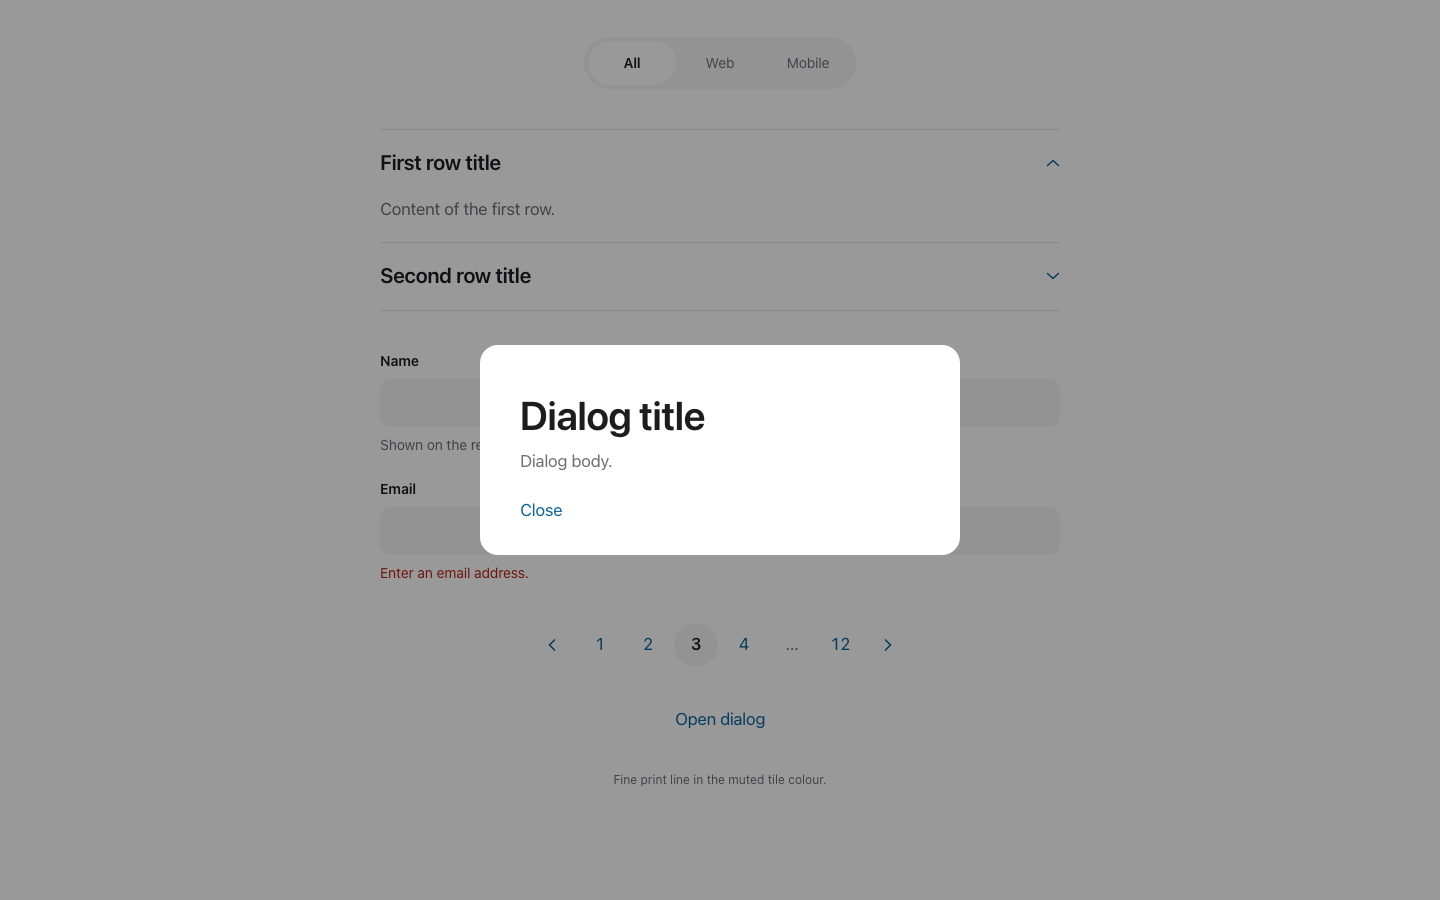 All
Web
Mobile
First row title
Content of the first row.
Second row title
Name
Shown on the re
Dialog title
Dialog body.
Close
Email
Enter an email address.
1 2 3 4 ... 12
Open dialog
Fine print line in the muted tile colour.